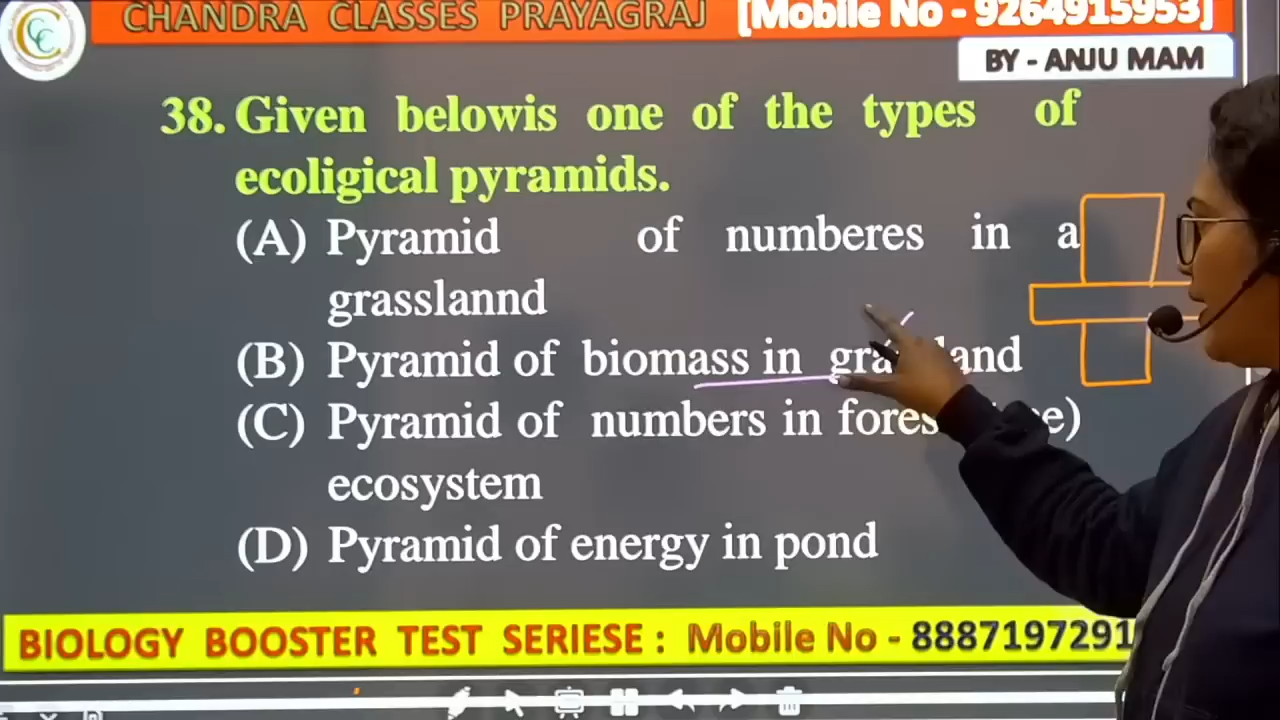 CHANDRA CLASSES PRAYAGRAJ [Mobile No - 9264915953]
CCC
BY - ANJU MAM
38. Given belowis one of the types of
ecoligical pyramids.
(A) Pyramid of numberes in a
grasslannd
(B) Pyramid of biomass in
(C) Pyramid of numbers in
ecosystem
(D) Pyramid of energy in pond
BIOLOGY BOOSTER TEST SERIESE : Mobile No - 8887197291